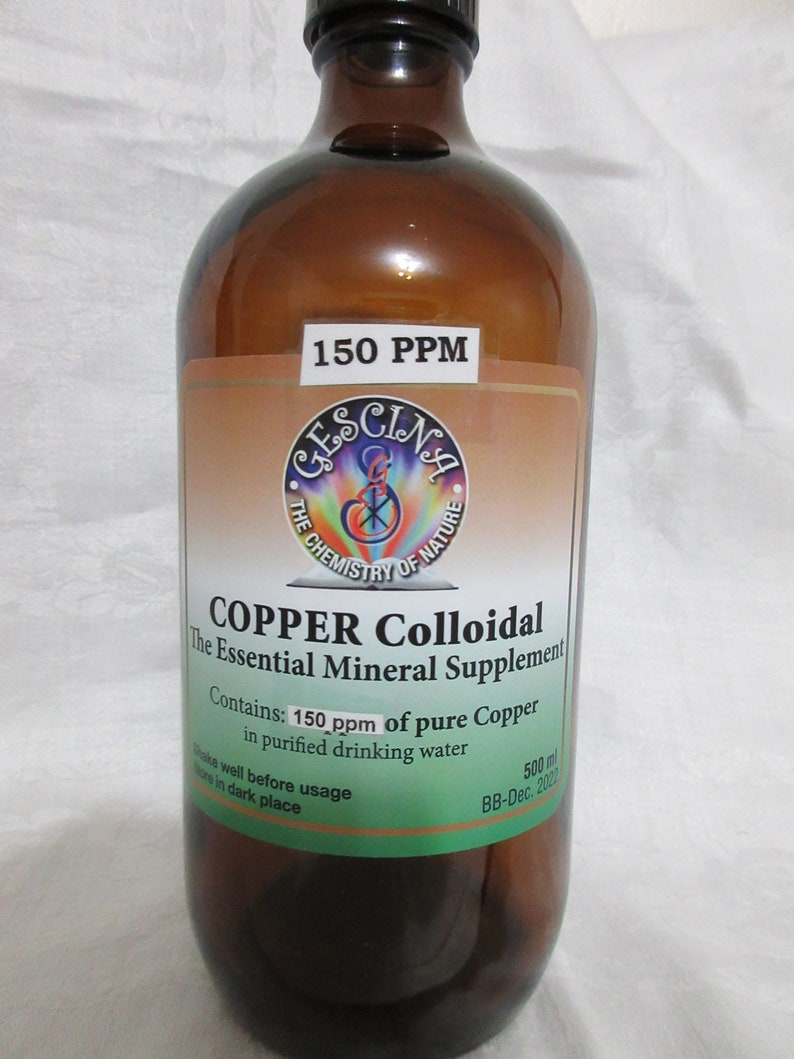 150 PPM
GESCINA
THE CHEMISTRY OF NATURE
COPPER Colloidal
The Essential Mineral Supplement
Contains: 150 ppm of pure Copper
in purified drinking water
Shake well before usage
Store in dark place
500 ml
BB-Dec. 2022